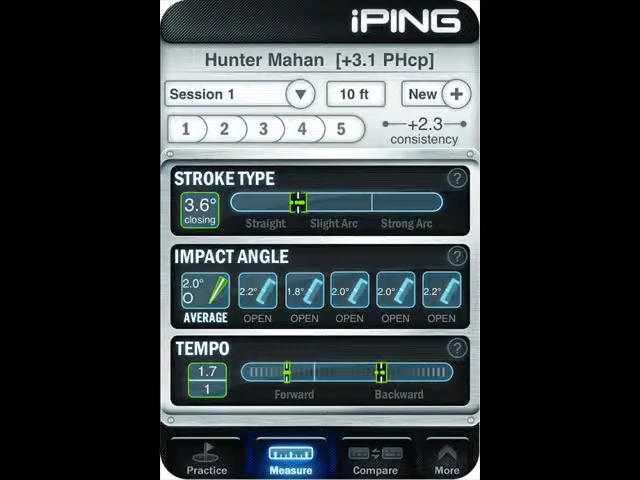 iPING
Hunter Mahan [+3.1 PHcp]
Session 1 10 ft New +
1 2 3 4 5 +2.3
consistency
STROKE TYPE ?
3.6°
closing
Straight Slight Arc Strong Arc
IMPACT ANGLE ?
2.0° O 2.2° 1.8° 2.0° 2.0° 2.2°
AVERAGE OPEN OPEN OPEN OPEN OPEN
TEMPO ?
1.7
1
Forward Backward
Practice Measure Compare More